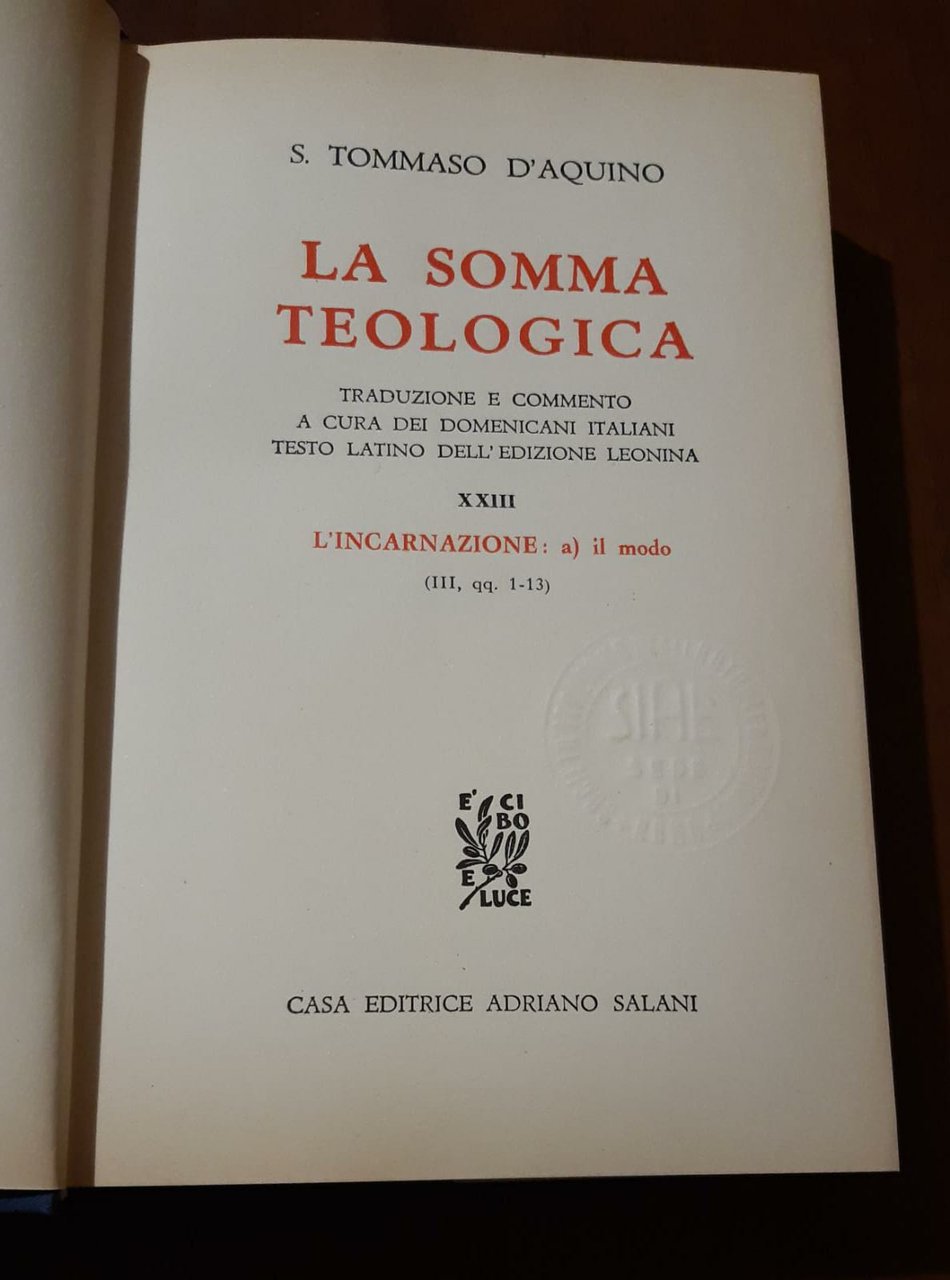 S. TOMMASO D'AQUINO
LA SOMMA
TEOLOGICA
TRADUZIONE E COMMENTO
A CURA DEI DOMENICANI ITALIANI
TESTO LATINO DELL'EDIZIONE LEONINA
XXIII
L'INCARNAZIONE: a) il modo
(III, qq. 1-13)
E' CI
BO
E
LUCE
CASA EDITRICE ADRIANO SALANI